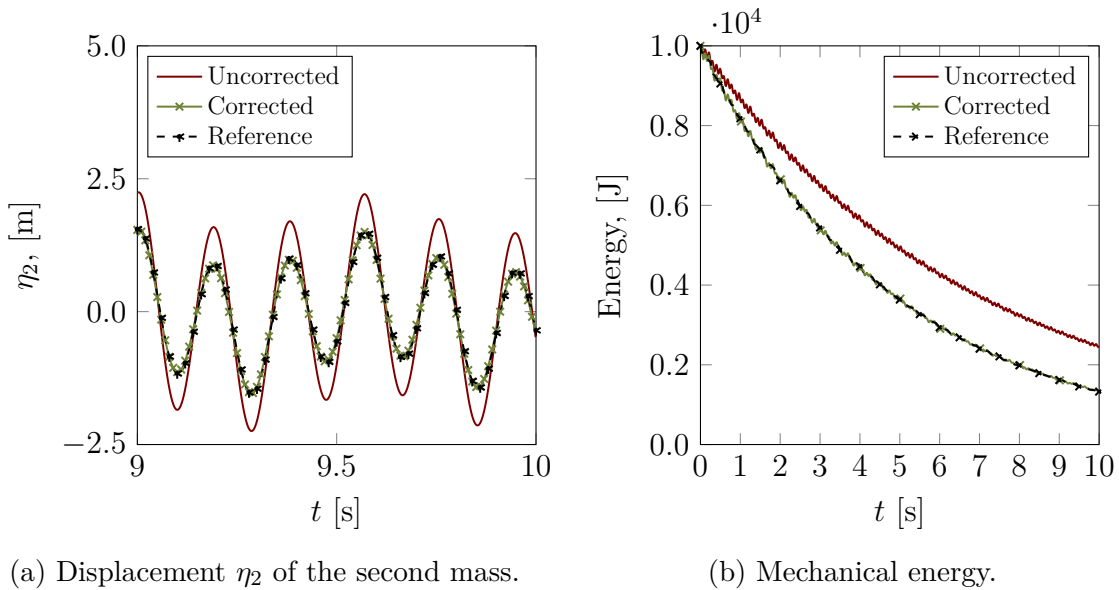 5.0
2.5
0.0
−2.5
η2, [m]
Uncorrected
Corrected
Reference
9
9.5
10
t [s]
(a) Displacement η2 of the second mass.
·10^4
1.0
0.8
0.6
0.4
0.2
0.0
Energy, [J]
Uncorrected
Corrected
Reference
0 1 2 3 4 5 6 7 8 9 10
t [s]
(b) Mechanical energy.